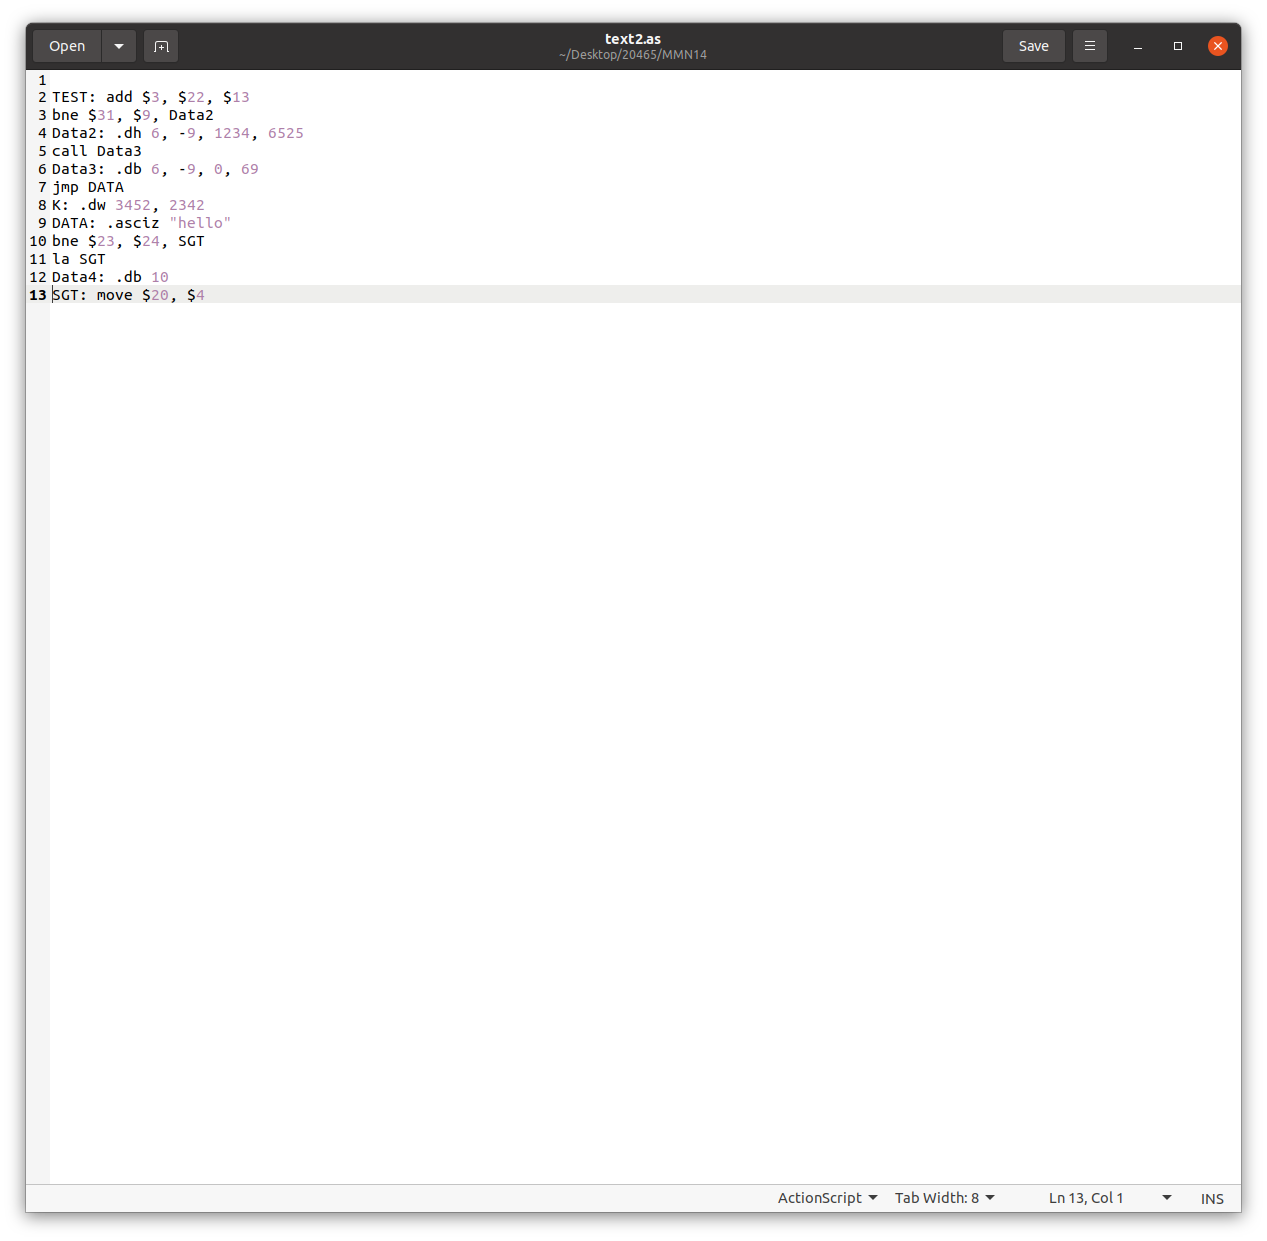 Open
text2.as
~/Desktop/20465/MMN14
Save
1
2 TEST: add $3, $22, $13
3 bne $31, $9, Data2
4 Data2: .dh 6, -9, 1234, 6525
5 call Data3
6 Data3: .db 6, -9, 0, 69
7 jmp DATA
8 K: .dw 3452, 2342
9 DATA: .asciz "hello"
10 bne $23, $24, SGT
11 la SGT
12 Data4: .db 10
13 SGT: move $20, $4
ActionScript Tab Width: 8 Ln 13, Col 1 INS